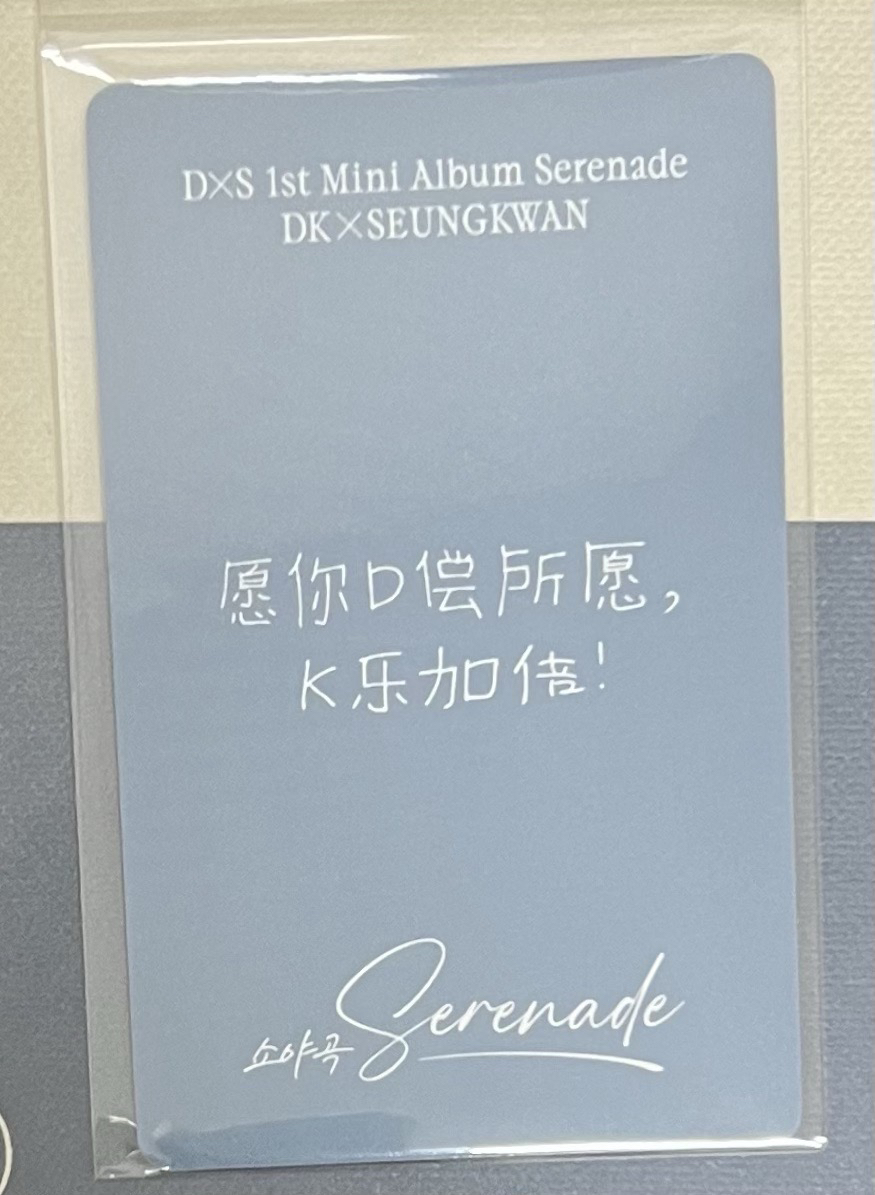 D×S 1st Mini Album Serenade
DK×SEUNGKWAN
愿你D偿所愿,
K乐加倍!
소야곡 Serenade